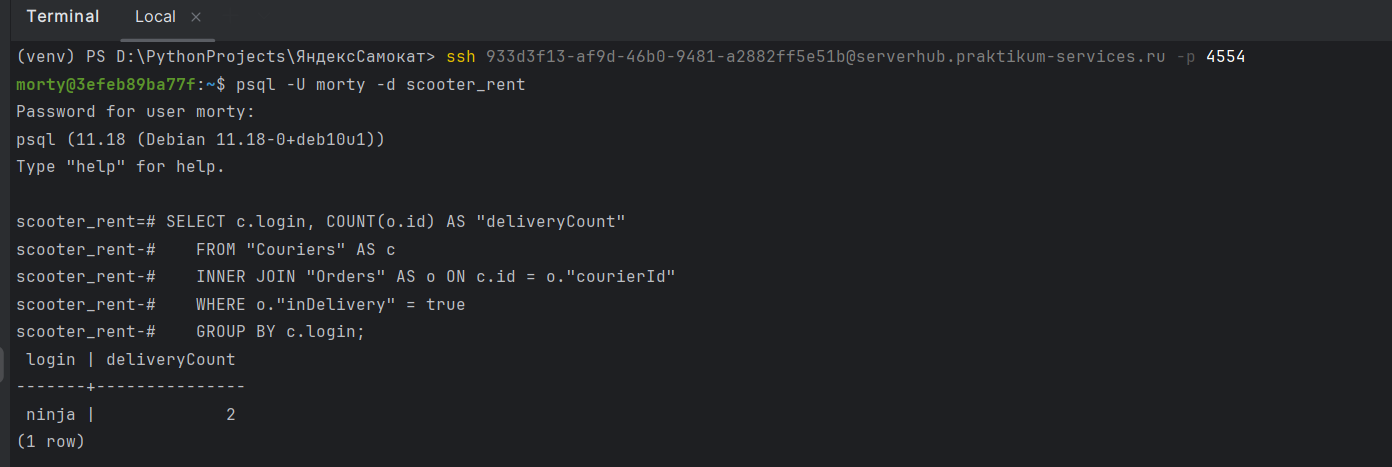 Terminal Local ×
(venv) PS D:\PythonProjects\ЯндексСамокат> ssh 933d3f13-af9d-46b0-9481-a2882ff5e51b@serverhub.praktikum-services.ru -p 4554
morty@3efeb89ba77f:~$ psql -U morty -d scooter_rent
Password for user morty:
psql (11.18 (Debian 11.18-0+deb10u1))
Type "help" for help.
scooter_rent=# SELECT c.login, COUNT(o.id) AS "deliveryCount"
scooter_rent-#    FROM "Couriers" AS c
scooter_rent-#    INNER JOIN "Orders" AS o ON c.id = o."courierId"
scooter_rent-#    WHERE o."inDelivery" = true
scooter_rent-#    GROUP BY c.login;
 login | deliveryCount
-------+---------------
 ninja |             2
(1 row)